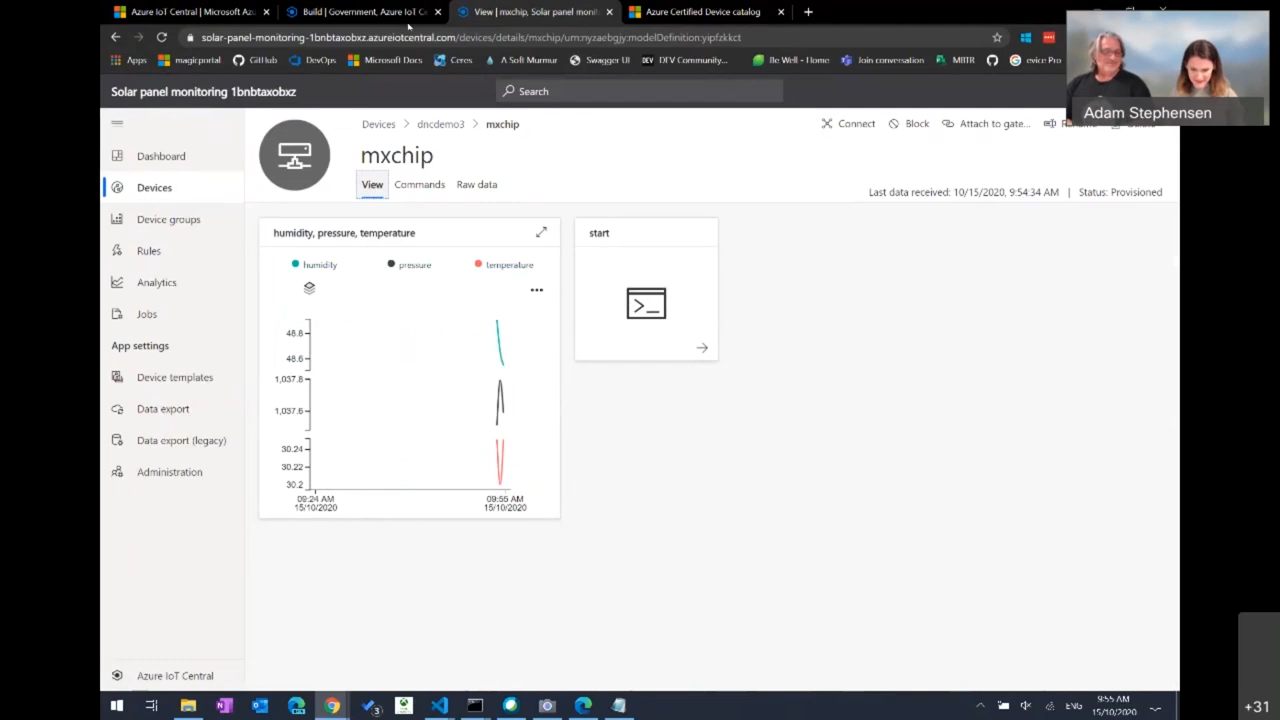 Azure IoT Central | Microsoft Az
Build | Government, Azure IoT Ce
View | mxchip, Solar panel monit
Azure Certified Device catalog
solar-panel-monitoring-1bnbtaxobxz.azureiotcentral.com/devices/details/mxchip/um:nyzaebgjy:modelDefinition:yipfzkkct
Apps
magicportal
GitHub
DevOps
Microsoft Docs
Ceres
A Soft Murmur
Swagger UI
DEV Community...
Be Well - Home
Join conversation
MBTR
evice Pro
Adam Stephensen
Solar panel monitoring 1bnbtaxobxz
Search
Devices > dncdemo3 > mxchip
Connect
Block
Attach to gate...
mxchip
View
Commands
Raw data
Last data received: 10/15/2020, 9:54:34 AM | Status: Provisioned
Dashboard
Devices
Device groups
Rules
Analytics
Jobs
App settings
Device templates
Data export
Data export (legacy)
Administration
Azure IoT Central
humidity, pressure, temperature
humidity
pressure
temperature
48.8
48.6
1,037.8
1,037.6
30.24
30.22
30.2
09:24 AM
15/10/2020
09:55 AM
15/10/2020
start
3
ENG
9:55 AM
15/10/2020
+31